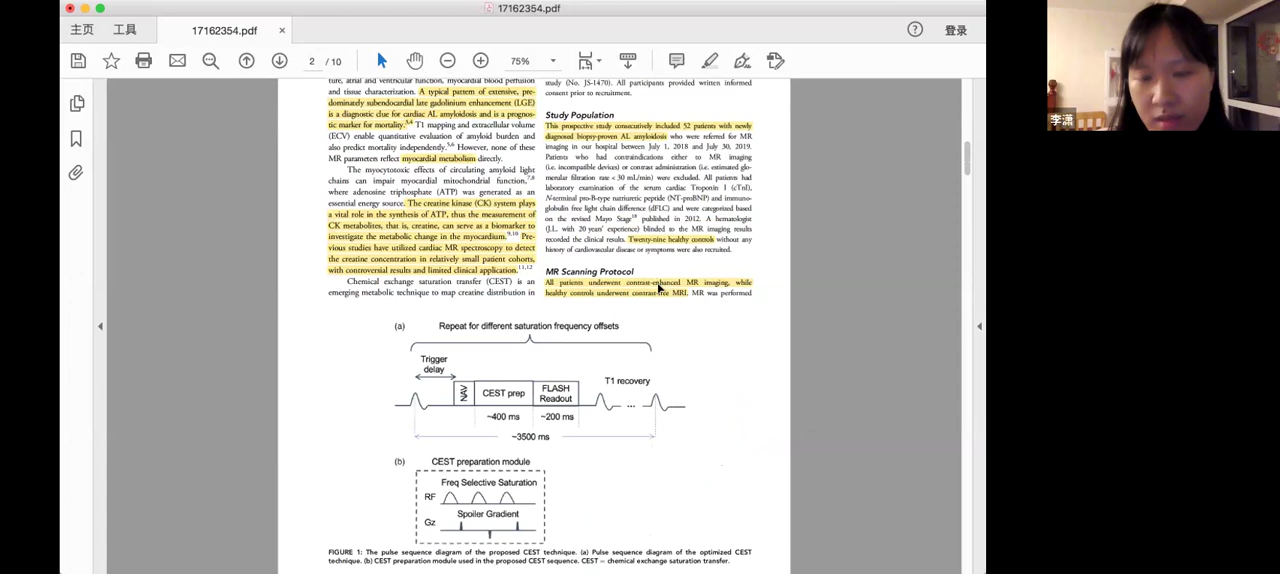 17162354.pdf
主页
工具
17162354.pdf
×
?
登录
2 / 10
75%
ture, atrial and ventricular function, myocardial blood perfusion
and tissue characterization. A typical pattern of extensive, pre-
dominately subendocardial late gadolinium enhancement (LGE)
is a diagnostic clue for cardiac AL amyloidosis and is a prognos-
tic marker for mortality.3,4 T1 mapping and extracellular volume
(ECV) enable quantitative evaluation of amyloid burden and
also predict mortality independently.5,6 However, none of these
MR parameters reflect myocardial metabolism directly.
The myocytotoxic effects of circulating amyloid light
chains can impair myocardial mitochondrial function,7,8
where adenosine triphosphate (ATP) was generated as an
essential energy source. The creatine kinase (CK) system plays
a vital role in the synthesis of ATP, thus the measurement of
CK metabolites, that is, creatine, can serve as a biomarker to
investigate the metabolic change in the myocardium.9,10 Pre-
vious studies have utilized cardiac MR spectroscopy to detect
the creatine concentration in relatively small patient cohorts,
with controversial results and limited clinical application.11,12
Chemical exchange saturation transfer (CEST) is an
emerging metabolic technique to map creatine distribution in
study (No. JS-1470). All participants provided written informed
consent prior to recruitment.
Study Population
This prospective study consecutively included 52 patients with newly
diagnosed biopsy-proven AL amyloidosis who were referred for MR
imaging in our hospital between July 1, 2018 and July 30, 2019.
Patients who had contraindications either to MR imaging
(i.e. incompatible devices) or contrast administration (i.e. estimated glo-
merular filtration rate < 30 mL/min) were excluded. All patients had
laboratory examination of the serum cardiac Troponin I (cTnI),
N-terminal pro-B-type natriuretic peptide (NT-proBNP) and immuno-
globulin free light chain difference (dFLC) and were categorized based
on the revised Mayo Stage18 published in 2012. A hematologist
(J.L. with 20 years' experience) blinded to the MR imaging results
recorded the clinical results. Twenty-nine healthy controls without any
history of cardiovascular disease or symptoms were also recruited.
MR Scanning Protocol
All patients underwent contrast-enhanced MR imaging, while
healthy controls underwent contrast-free MRI. MR was performed
(a) Repeat for different saturation frequency offsets
Trigger
delay
NAV
CEST prep
FLASH
Readout
T1 recovery
...
~400 ms
~200 ms
~3500 ms
(b) CEST preparation module
Freq Selective Saturation
RF
Spoiler Gradient
Gz
FIGURE 1: The pulse sequence diagram of the proposed CEST technique. (a) Pulse sequence diagram of the optimized CEST
technique. (b) CEST preparation module used in the proposed CEST sequence. CEST = chemical exchange saturation transfer.
李潇